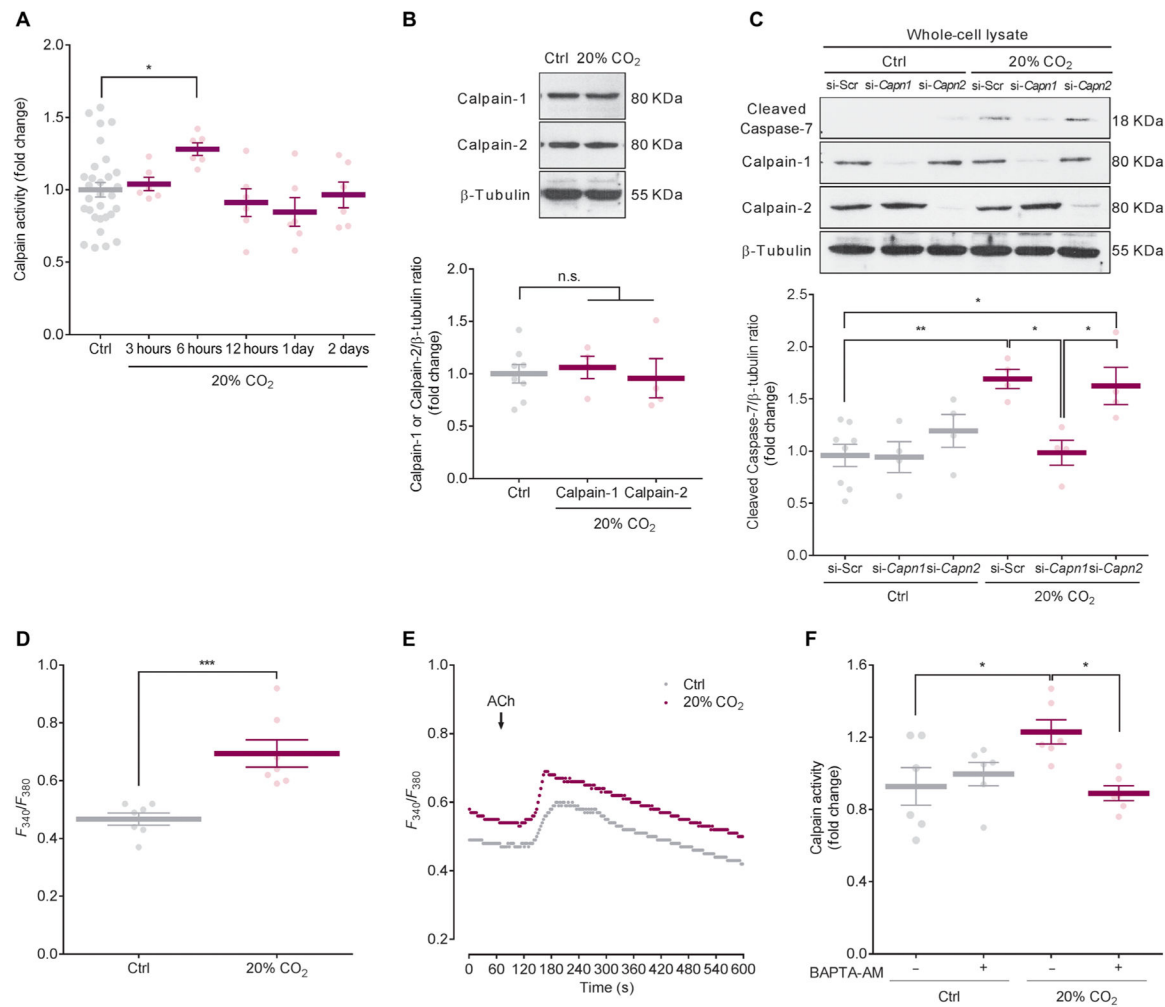 A
Calpain activity (fold change)
2.0
1.5
1.0
0.5
0.0
*
Ctrl 3 hours 6 hours 12 hours 1 day 2 days
20% CO2
B
Ctrl 20% CO2
Calpain-1 80 KDa
Calpain-2 80 KDa
β-Tubulin 55 KDa
Calpain-1 or Calpain-2/β-tubulin ratio
(fold change)
2.0
1.5
1.0
0.5
0.0
n.s.
Ctrl Calpain-1 Calpain-2
20% CO2
C
Whole-cell lysate
Ctrl 20% CO2
si-Scr si-Capn1 si-Capn2 si-Scr si-Capn1 si-Capn2
Cleaved
Caspase-7 18 KDa
Calpain-1 80 KDa
Calpain-2 80 KDa
β-Tubulin 55 KDa
Cleaved Caspase-7/β-tubulin ratio
(fold change)
2.5
2.0
1.5
1.0
0.5
0.0
*
** * *
si-Scr si-Capn1 si-Capn2 si-Scr si-Capn1 si-Capn2
Ctrl 20% CO2
D
F340/F380
1.0
0.8
0.6
0.4
0.2
0.0
***
Ctrl 20% CO2
E
F340/F380
1.0
0.8
0.6
0.4
0.2
ACh
Ctrl
20% CO2
0 60 120 180 240 300 360 420 480 540 600
Time (s)
F
Calpain activity
(fold change)
1.6
1.2
0.8
0.4
0.0
* *
BAPTA-AM − + − +
Ctrl 20% CO2